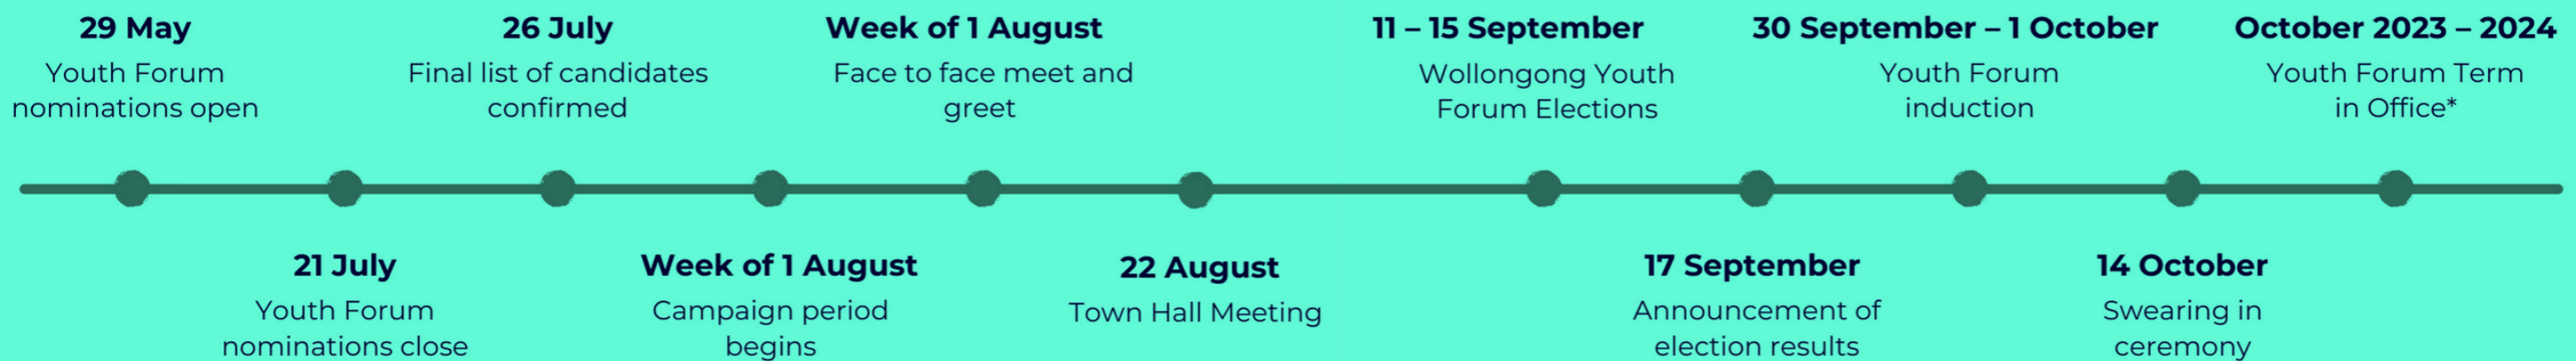 29 May
Youth Forum
nominations open
21 July
Youth Forum
nominations close
26 July
Final list of candidates
confirmed
Week of 1 August
Campaign period
begins
Week of 1 August
Face to face meet and
greet
22 August
Town Hall Meeting
11 – 15 September
Wollongong Youth
Forum Elections
17 September
Announcement of
election results
30 September – 1 October
Youth Forum
induction
14 October
Swearing in
ceremony
October 2023 – 2024
Youth Forum Term
in Office*